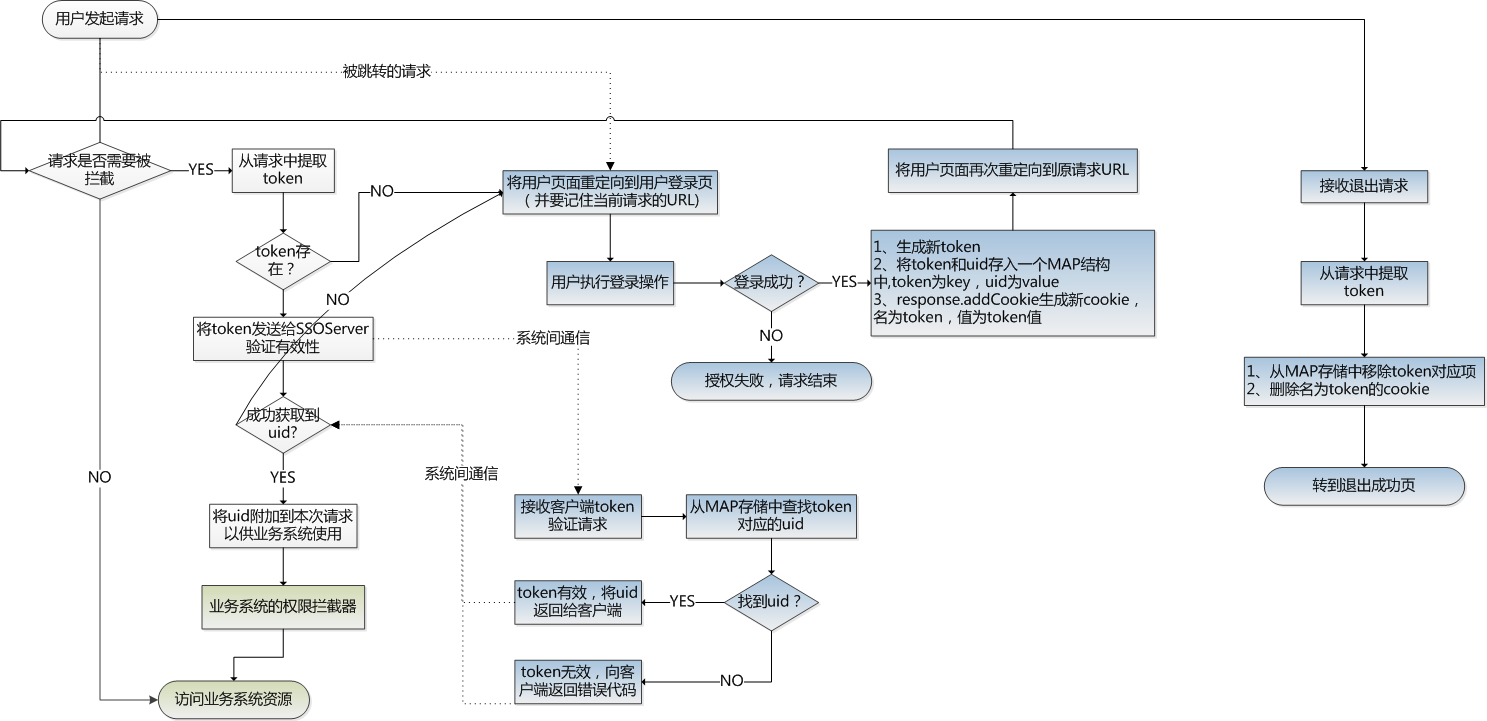 用户发起请求
被跳转的请求
请求是否需要被
拦截
YES
从请求中提取
token
NO
将用户页面重定向到用户登录页
（并要记住当前请求的URL)
将用户页面再次重定向到原请求URL
接收退出请求
token存
在？
用户执行登录操作
登录成功？
YES
1、生成新token
2、将token和uid存入一个MAP结构
中,token为key，uid为value
3、response.addCookie生成新cookie，
名为token，值为token值
从请求中提取
token
NO
将token发送给SSOServer
验证有效性
系统间通信
NO
授权失败，请求结束
1、从MAP存储中移除token对应项
2、删除名为token的cookie
成功获取到
uid?
系统间通信
NO
YES
转到退出成功页
将uid附加到本次请求
以供业务系统使用
接收客户端token
验证请求
从MAP存储中查找token
对应的uid
业务系统的权限拦截器
token有效，将uid
返回给客户端
YES
找到uid？
token无效，向客
户端返回错误代码
NO
访问业务系统资源